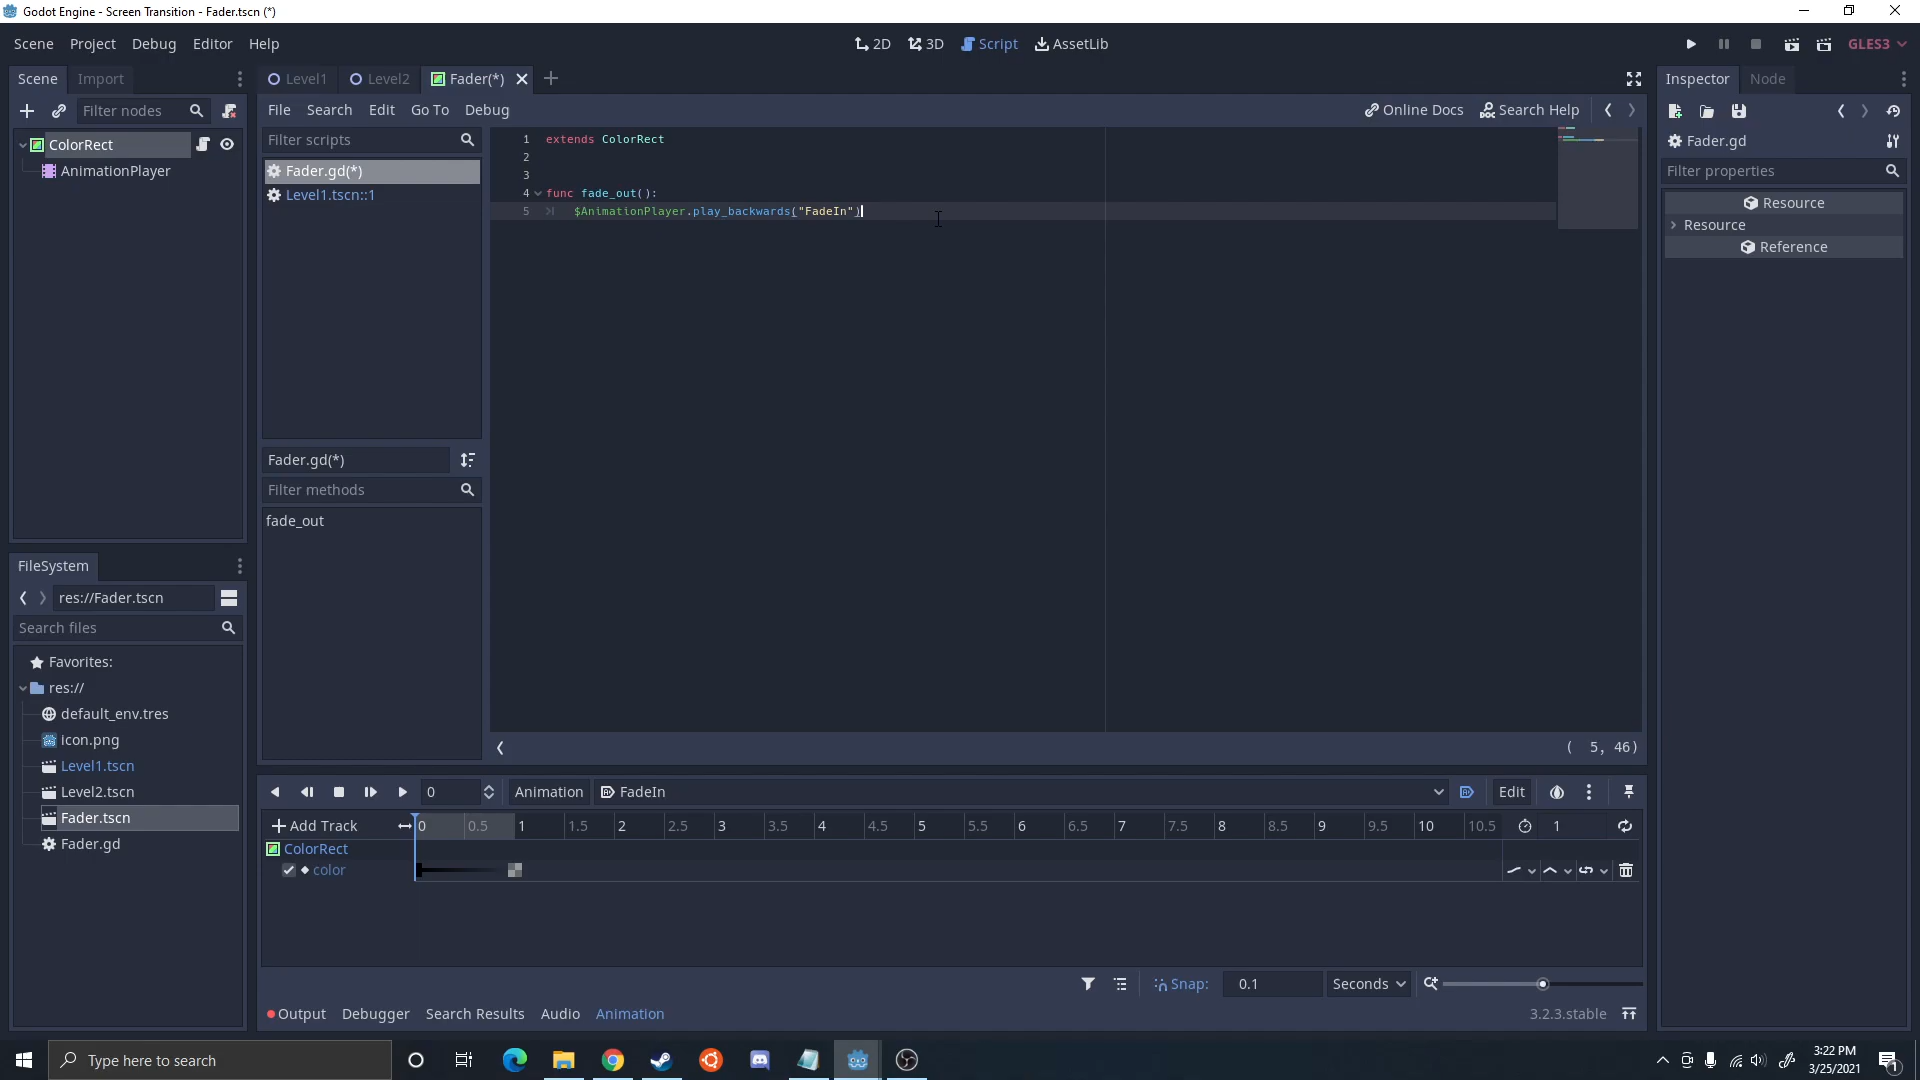 Godot Engine - Screen Transition - Fader.tscn (*)
Scene Project Debug Editor Help
2D 3D Script AssetLib
GLES3
Scene Import
Level1 Level2 Fader(*)
Inspector Node
Filter nodes
File Search Edit Go To Debug
Online Docs Search Help
ColorRect
AnimationPlayer
Filter scripts
Fader.gd(*)
Level1.tscn::1
1 extends ColorRect
2
3
4 func fade_out():
5 $AnimationPlayer.play_backwards("FadeIn")
Fader.gd
Filter properties
Resource
Resource
Reference
Fader.gd(*)
Filter methods
fade_out
( 5, 46)
FileSystem
res://Fader.tscn
Search files
Favorites:
res://
default_env.tres
icon.png
Level1.tscn
Level2.tscn
Fader.tscn
Fader.gd
0 Animation FadeIn Edit
Add Track 0 0.5 1 1.5 2 2.5 3 3.5 4 4.5 5 5.5 6 6.5 7 7.5 8 8.5 9 9.5 10 10.5 1
ColorRect
color
Snap: 0.1 Seconds
Output Debugger Search Results Audio Animation 3.2.3.stable
Type here to search
3:22 PM
3/25/2021
1